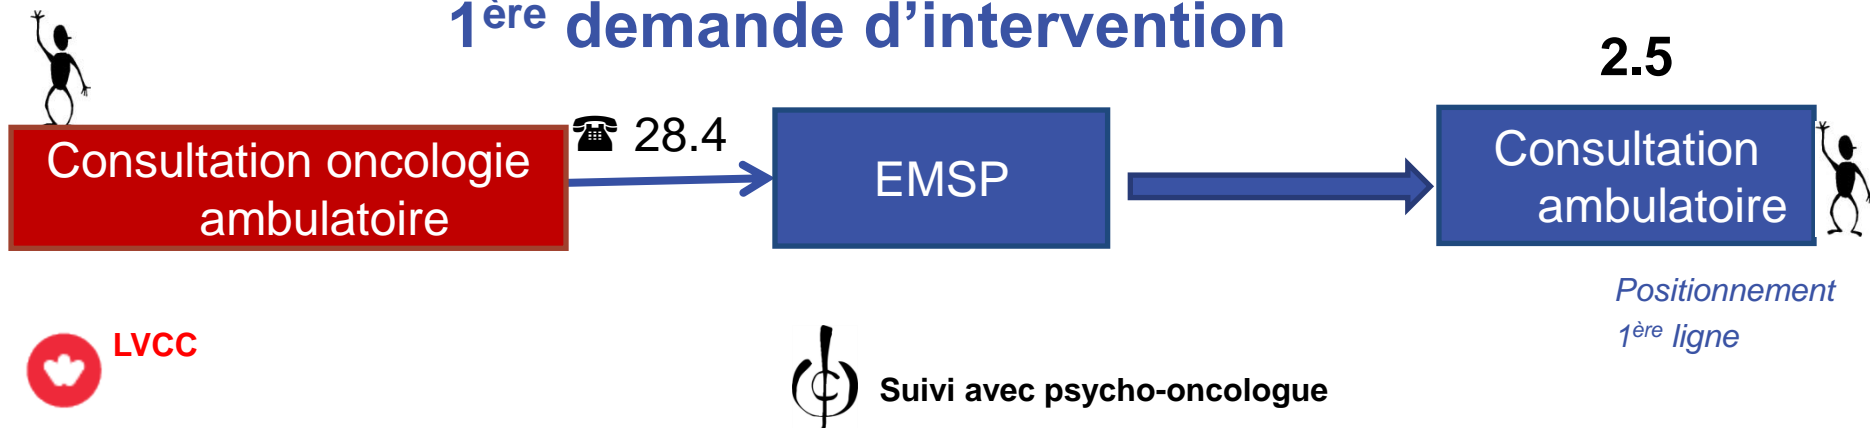 1ère demande d’intervention
2.5
☎ 28.4
Consultation oncologie
ambulatoire
EMSP
Consultation
ambulatoire
Positionnement
1ère ligne
LVCC
Suivi avec psycho-oncologue